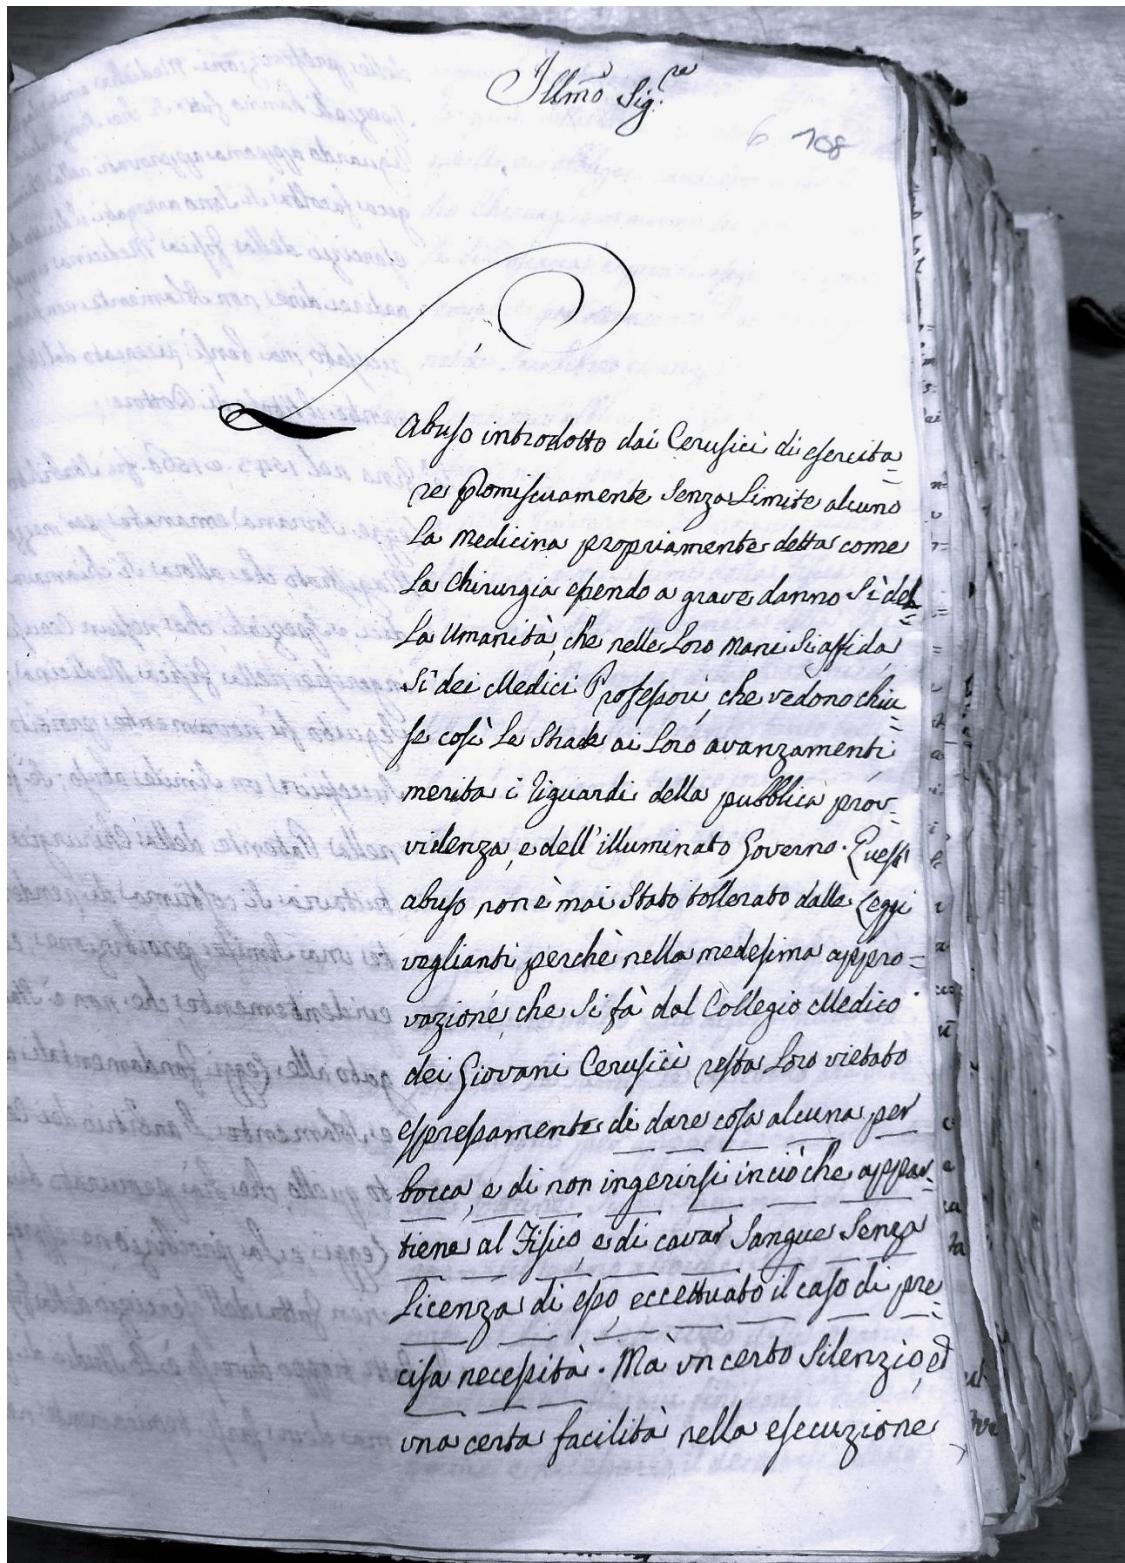 Illmo Sig.re
6 108
L
Abuso introdotto dai Cerusici di esercita=
re Promiscuamente Senza Limite alcuno
La Medicina propriamente detta come
La Chirurgia essendo a grave danno Sì del=
La Umanità, che nelle Loro Mani Si affida
Sì dei Medici Professori, che vedono chiu=
se così Le Strade ai Loro avanzamenti
merita i riguardi della pubblica prov=
videnza, e dell'illuminato Governo. Questo
abuso non è mai Stato tollerato dalle Leggi
veglianti perchè nella medesima appro=
vazione, che Si fà dal Collegio Medico
dei Giovani Cerusici resta Loro vietato
espressamente di dare cosa alcuna per
bocca, e di non ingerirsi in ciò che appar=
tiene al Fisico, e di cavar Sangue Senza
Licenza di esso, eccettuato il caso di pre=
cisa necessità. Mà un certo Silenzio, ed
una certa facilità nella esecuzione